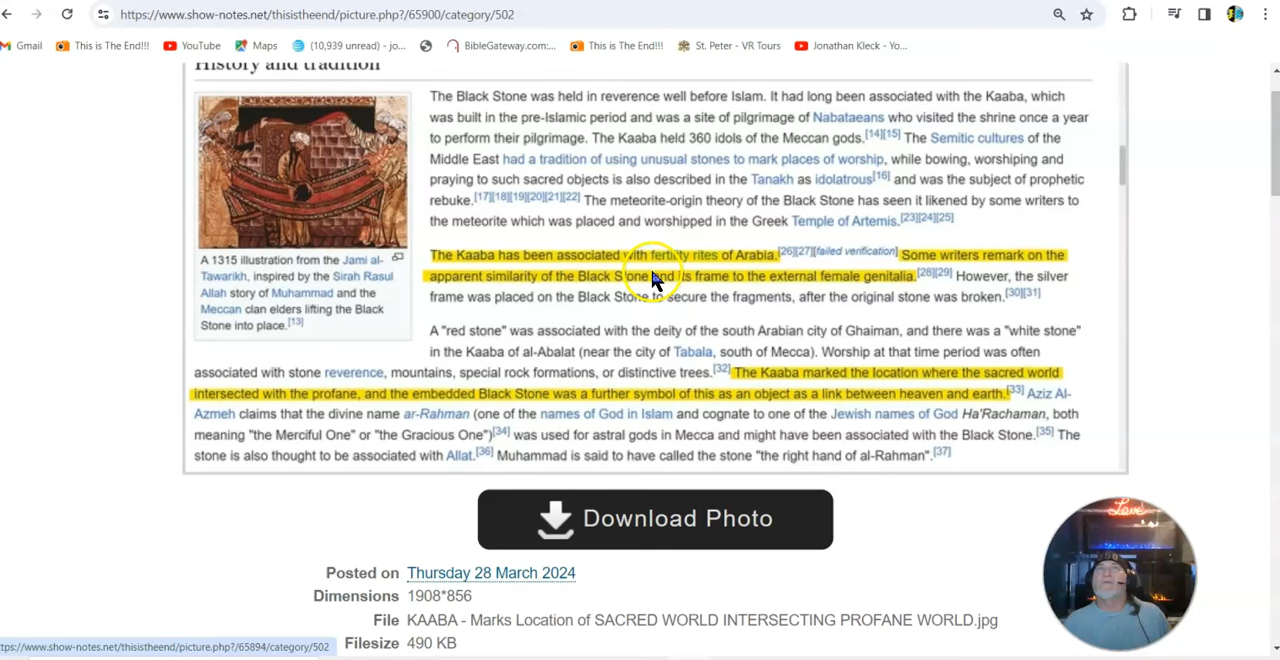 https://www.show-notes.net/thisistheend/picture.php?/65900/category/502
Gmail
This is The End!!!
YouTube
Maps
(10,939 unread) - jo...
BibleGateway.com:...
This is The End!!!
St. Peter - VR Tours
Jonathan Kleck - Yo...
History and tradition
The Black Stone was held in reverence well before Islam. It had long been associated with the Kaaba, which
was built in the pre-Islamic period and was a site of pilgrimage of Nabataeans who visited the shrine once a year
to perform their pilgrimage. The Kaaba held 360 idols of the Meccan gods.[14][15] The Semitic cultures of the
Middle East had a tradition of using unusual stones to mark places of worship, while bowing, worshiping and
praying to such sacred objects is also described in the Tanakh as idolatrous[16] and was the subject of prophetic
rebuke.[17][18][19][20][21][22] The meteorite-origin theory of the Black Stone has seen it likened by some writers to
the meteorite which was placed and worshipped in the Greek Temple of Artemis.[23][24][25]
A 1315 illustration from the Jami al-
Tawarikh, inspired by the Sirah Rasul
Allah story of Muhammad and the
Meccan clan elders lifting the Black
Stone into place.[13]
The Kaaba has been associated with fertility rites of Arabia.[26][27][failed verification] Some writers remark on the
apparent similarity of the Black Stone and its frame to the external female genitalia.[28][29] However, the silver
frame was placed on the Black Stone to secure the fragments, after the original stone was broken.[30][31]
A "red stone" was associated with the deity of the south Arabian city of Ghaiman, and there was a "white stone"
in the Kaaba of al-Abalat (near the city of Tabala, south of Mecca). Worship at that time period was often
associated with stone reverence, mountains, special rock formations, or distinctive trees.[32] The Kaaba marked the location where the sacred world
intersected with the profane, and the embedded Black Stone was a further symbol of this as an object as a link between heaven and earth.[33] Aziz Al-
Azmeh claims that the divine name ar-Rahman (one of the names of God in Islam and cognate to one of the Jewish names of God Ha'Rachaman, both
meaning "the Merciful One" or "the Gracious One")[34] was used for astral gods in Mecca and might have been associated with the Black Stone.[35] The
stone is also thought to be associated with Allat.[36] Muhammad is said to have called the stone "the right hand of al-Rahman".[37]
Download Photo
Posted on Thursday 28 March 2024
Dimensions 1908*856
File KAABA - Marks Location of SACRED WORLD INTERSECTING PROFANE WORLD.jpg
Filesize 490 KB
ttps://www.show-notes.net/thisistheend/picture.php?/65894/category/502
Love